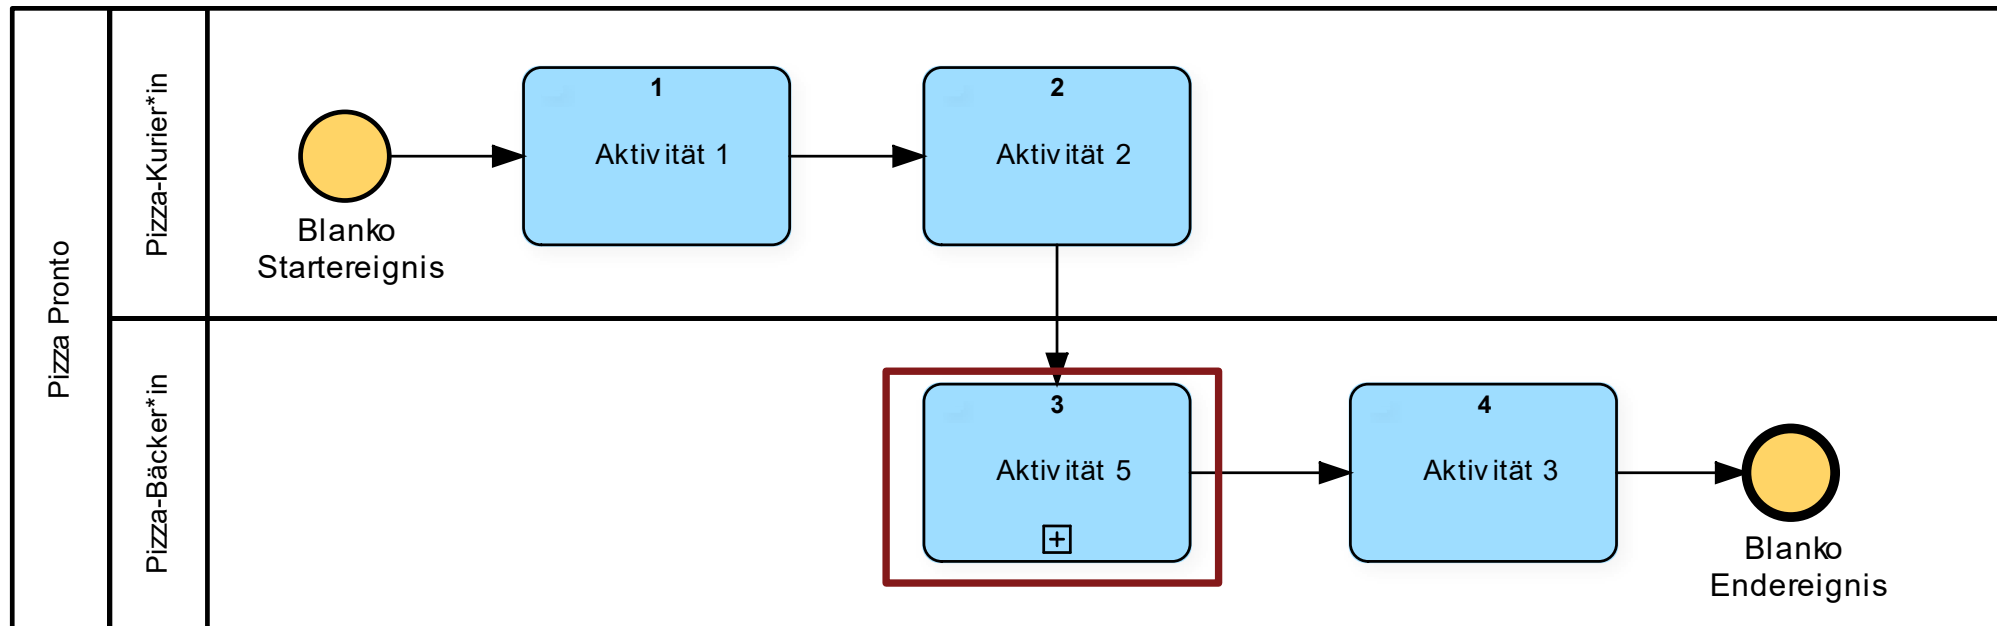 Pizza Pronto
Pizza-Kurier*in
Blanko
Startereignis
1
Aktivität 1
2
Aktivität 2
Pizza-Bäcker*in
3
Aktivität 5
4
Aktivität 3
Blanko
Endereignis